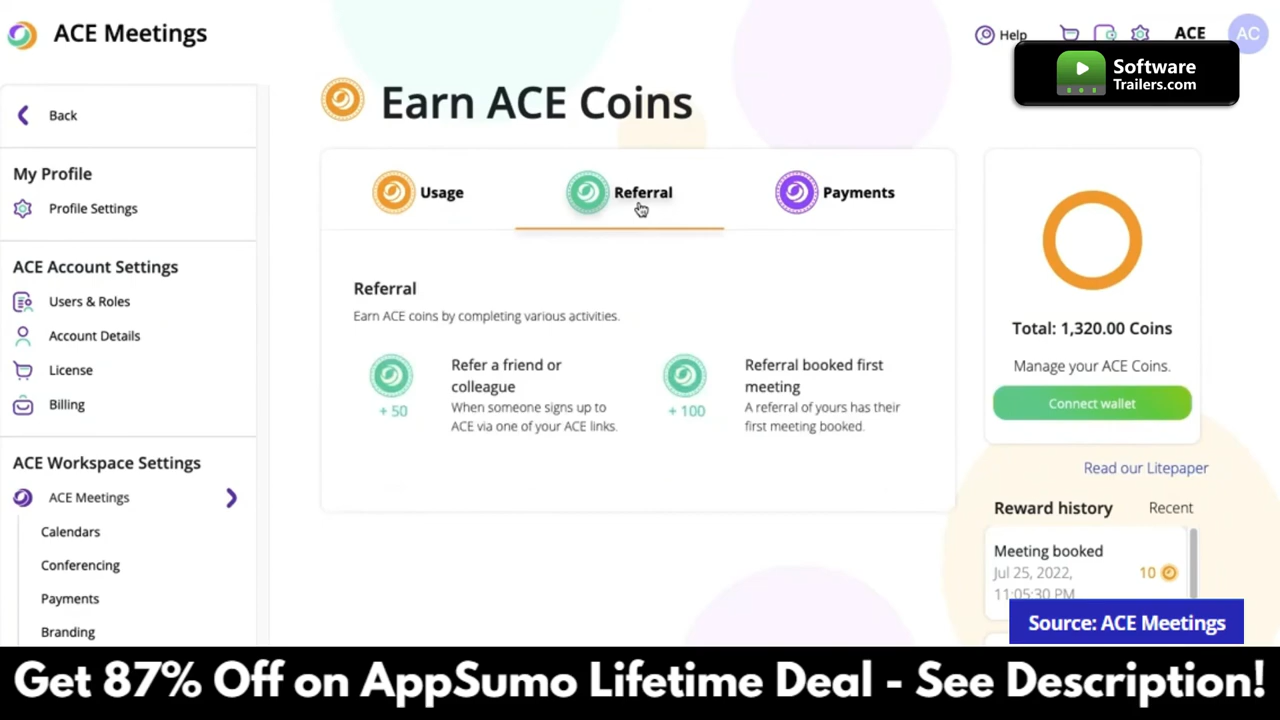 ACE Meetings
Help
ACE
AC
Software
Trailers.com
Back
My Profile
Profile Settings
ACE Account Settings
Users & Roles
Account Details
License
Billing
ACE Workspace Settings
ACE Meetings
Calendars
Conferencing
Payments
Branding
Earn ACE Coins
Usage
Referral
Payments
Referral
Earn ACE coins by completing various activities.
+ 50
Refer a friend or
colleague
When someone signs up to
ACE via one of your ACE links.
+ 100
Referral booked first
meeting
A referral of yours has their
first meeting booked.
Total: 1,320.00 Coins
Manage your ACE Coins.
Connect wallet
Read our Litepaper
Reward history Recent
Meeting booked
Jul 25, 2022,
11:05:30 PM
10
Source: ACE Meetings
Get 87% Off on AppSumo Lifetime Deal - See Description!